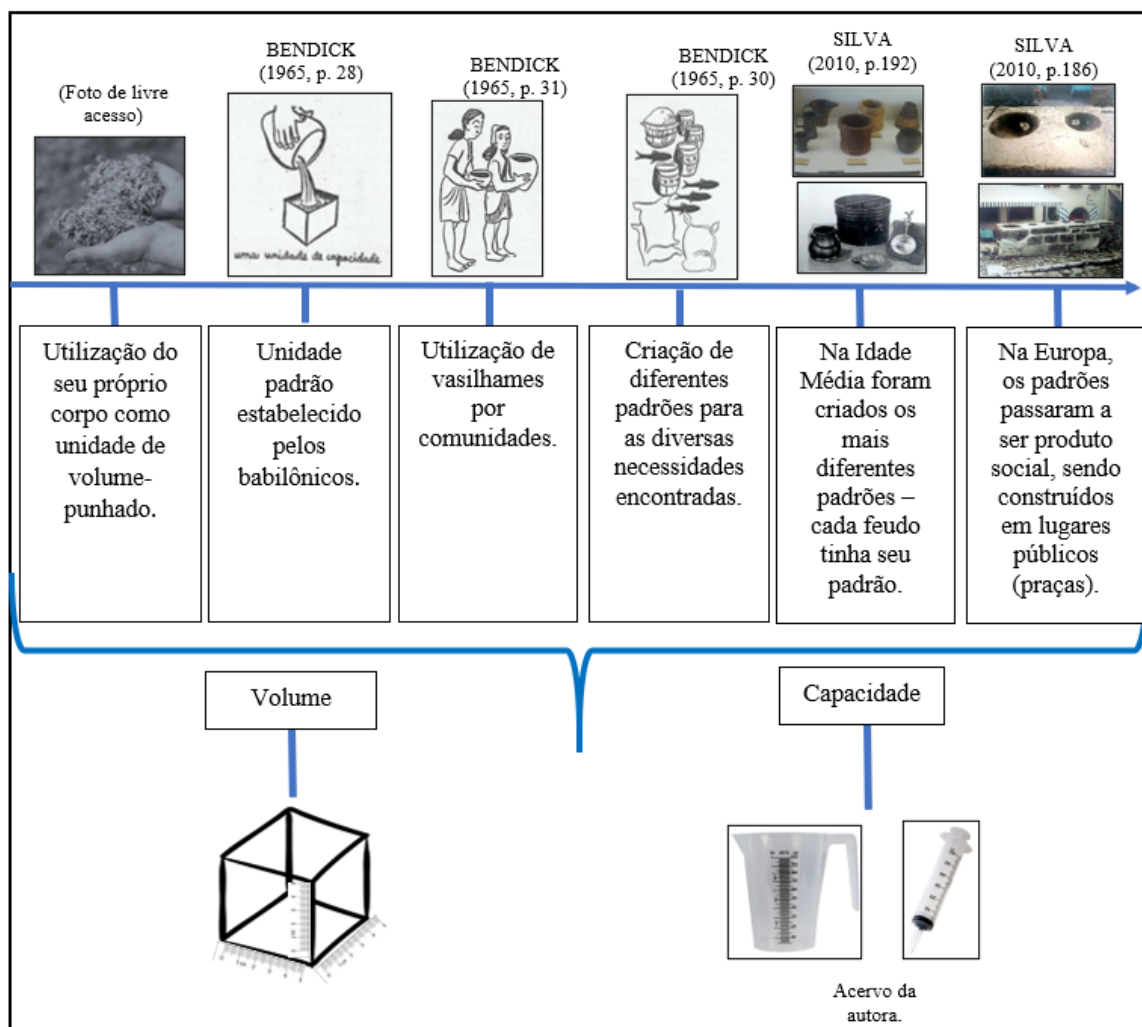 (Foto de livre
acesso)
BENDICK
(1965, p. 28)
BENDICK
(1965, p. 31)
BENDICK
(1965, p. 30)
SILVA
(2010, p.192)
SILVA
(2010, p.186)
uma unidade de capacidade
Utilização do
seu próprio
corpo como
unidade de
volume-
punhado.
Unidade
padrão
estabelecido
pelos
babilônicos.
Utilização de
vasilhames
por
comunidades.
Criação de
diferentes
padrões para
as diversas
necessidades
encontradas.
Na Idade
Média foram
criados os
mais
diferentes
padrões –
cada feudo
tinha seu
padrão.
Na Europa,
os padrões
passaram a
ser produto
social, sendo
construídos
em lugares
públicos
(praças).
Volume
Capacidade
Acervo da
autora.